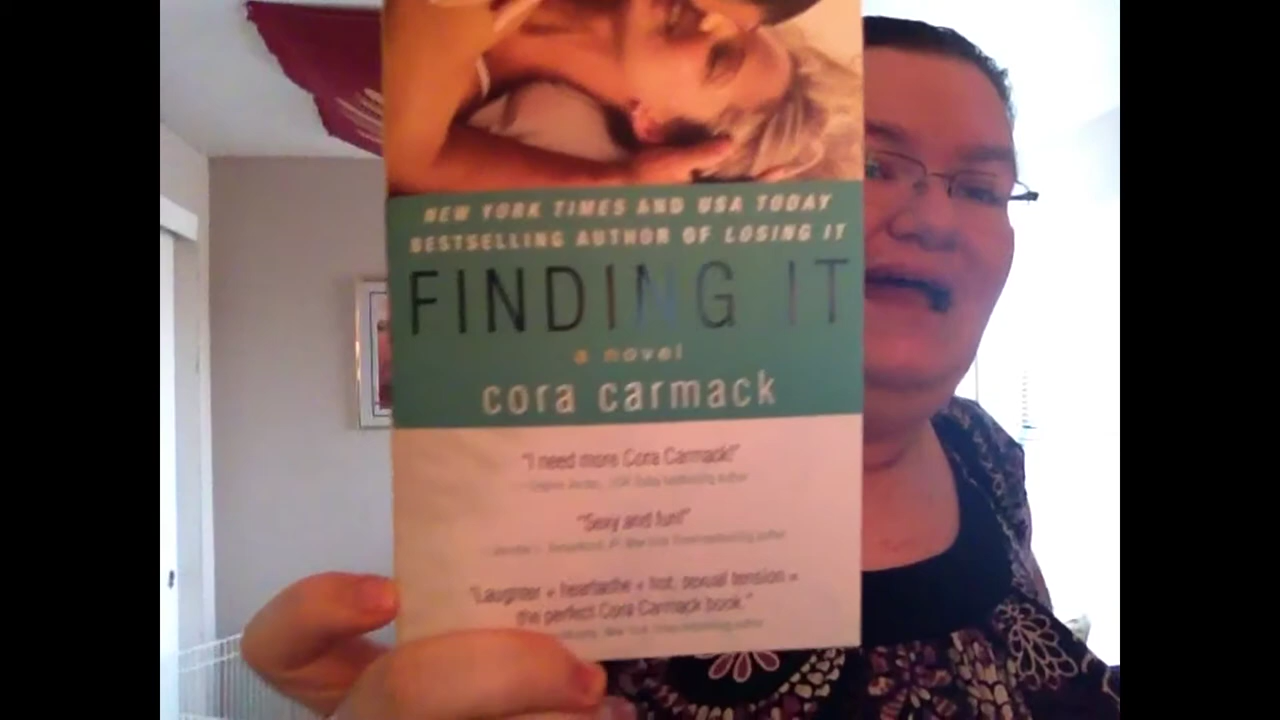 NEW YORK TIMES AND USA TODAY
BESTSELLING AUTHOR OF LOSING IT
FINDING IT
a novel
cora carmack
"I need more Cora Carmack!"
"Sexy and fun!"
"Laughter + heartache + hot, sexual tension =
the perfect Cora Carmack book."